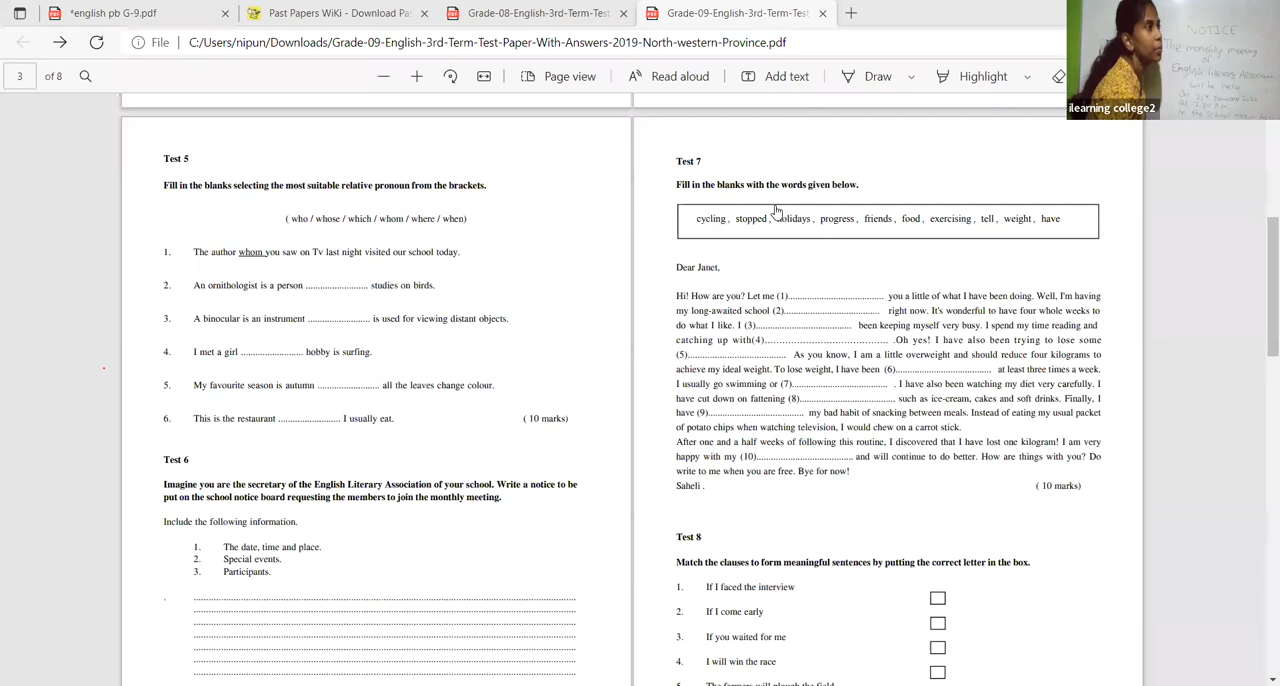 *english pb G-9.pdf
Past Papers WiKi - Download Pa
Grade-08-English-3rd-Term-Test
Grade-09-English-3rd-Term-Test
File
C:/Users/nipun/Downloads/Grade-09-English-3rd-Term-Test-Paper-With-Answers-2019-North-western-Province.pdf
3 of 8
Page view
Read aloud
Add text
Draw
Highlight
NOTICE
The monthly meeting
of
English Literary Associa
will be held
in the school
ilearning college2
Test 5
Fill in the blanks selecting the most suitable relative pronoun from the brackets.
( who / whose / which / whom / where / when)
1. The author whom you saw on Tv last night visited our school today.
2. An ornithologist is a person ......................... studies on birds.
3. A binocular is an instrument ......................... is used for viewing distant objects.
4. I met a girl ......................... hobby is surfing.
5. My favourite season is autumn ......................... all the leaves change colour.
6. This is the restaurant ......................... I usually eat. ( 10 marks)
Test 6
Imagine you are the secretary of the English Literary Association of your school. Write a notice to be
put on the school notice board requesting the members to join the monthly meeting.
Include the following information.
1. The date, time and place.
2. Special events.
3. Participants.
Test 7
Fill in the blanks with the words given below.
cycling , stopped , holidays , progress , friends , food , exercising , tell , weight , have
Dear Janet,
Hi! How are you? Let me (1)...................................... you a little of what I have been doing. Well, I'm having
my long-awaited school (2)...................................... right now. It's wonderful to have four whole weeks to
do what I like. I (3)...................................... been keeping myself very busy. I spend my time reading and
catching up with(4)............................................. .Oh yes! I have also been trying to lose some
(5)....................................... As you know, I am a little overweight and should reduce four kilograms to
achieve my ideal weight. To lose weight, I have been (6)...................................... at least three times a week.
I usually go swimming or (7)...................................... . I have also been watching my diet very carefully. I
have cut down on fattening (8)...................................... such as ice-cream, cakes and soft drinks. Finally, I
have (9)...................................... my bad habit of snacking between meals. Instead of eating my usual packet
of potato chips when watching television, I would chew on a carrot stick.
After one and a half weeks of following this routine, I discovered that I have lost one kilogram! I am very
happy with my (10)...................................... and will continue to do better. How are things with you? Do
write to me when you are free. Bye for now!
Saheli . ( 10 marks)
Test 8
Match the clauses to form meaningful sentences by putting the correct letter in the box.
1. If I faced the interview
2. If I come early
3. If you waited for me
4. I will win the race
5. The farmers will plough the field